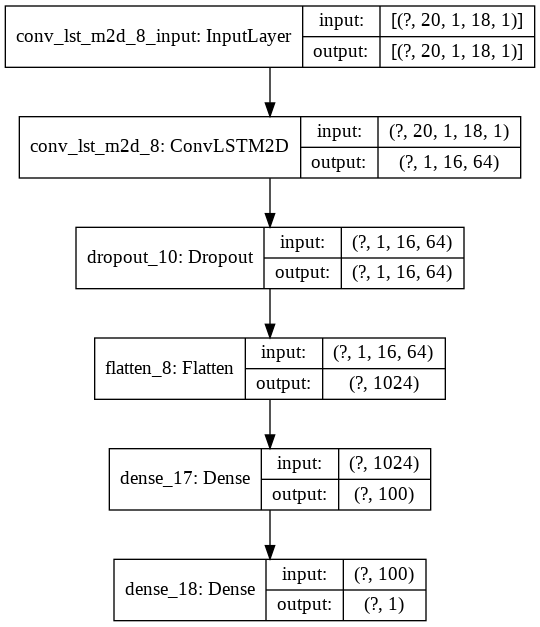 conv_lst_m2d_8_input: InputLayer
input: [(?, 20, 1, 18, 1)]
output: [(?, 20, 1, 18, 1)]
conv_lst_m2d_8: ConvLSTM2D
input: (?, 20, 1, 18, 1)
output: (?, 1, 16, 64)
dropout_10: Dropout
input: (?, 1, 16, 64)
output: (?, 1, 16, 64)
flatten_8: Flatten
input: (?, 1, 16, 64)
output: (?, 1024)
dense_17: Dense
input: (?, 1024)
output: (?, 100)
dense_18: Dense
input: (?, 100)
output: (?, 1)